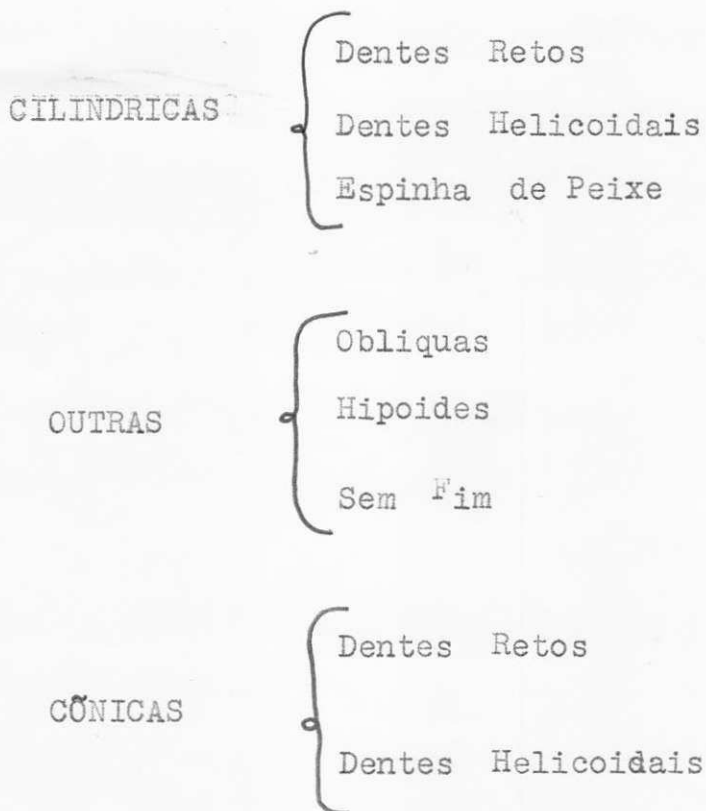 Dentes Retos
CILINDRICAS
Dentes Helicoidais
Espinha de Peixe
Obliquas
Hipoides
OUTRAS
Sem Fim
Dentes Retos
CÕNICAS
Dentes Helicoidais